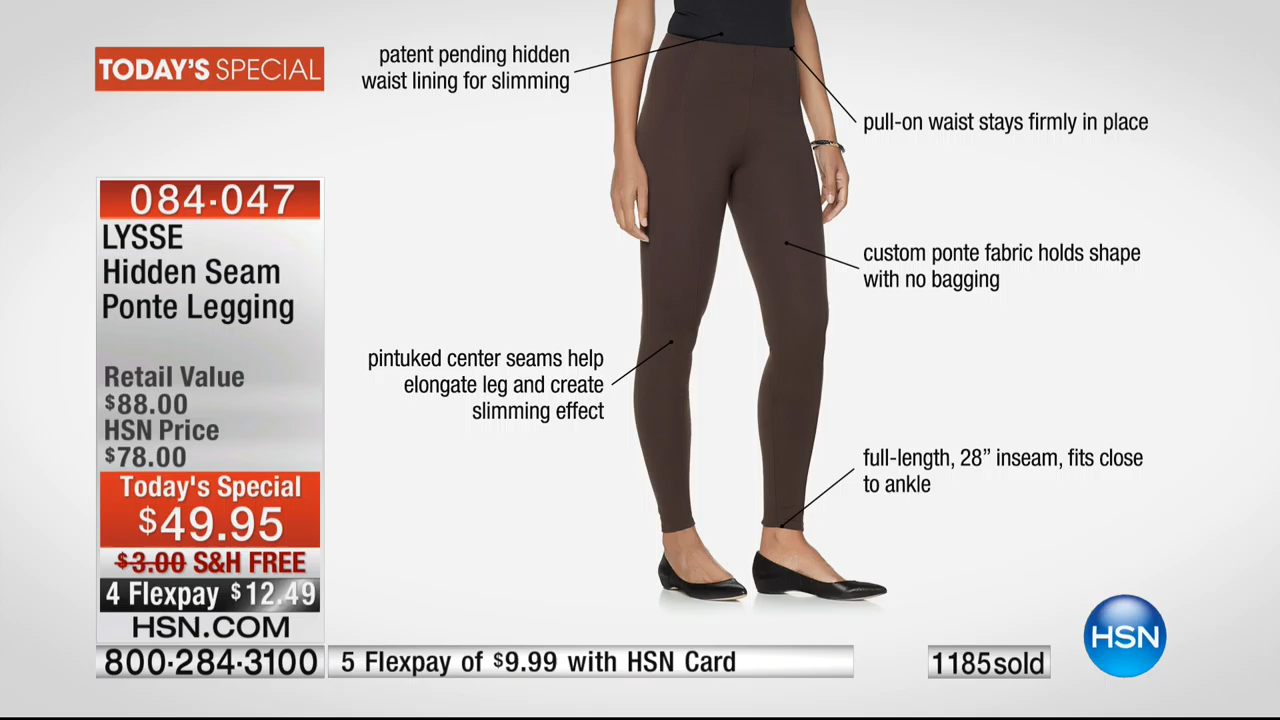 TODAY'S SPECIAL
084-047
LYSSE
Hidden Seam
Ponte Legging
Retail Value
$88.00
HSN Price
$78.00
Today's Special
$49.95
$3.00 S&H FREE
4 Flexpay $12.49
HSN.COM
800-284-3100
5 Flexpay of $9.99 with HSN Card
1185sold
HSN
patent pending hidden
waist lining for slimming
pull-on waist stays firmly in place
custom ponte fabric holds shape
with no bagging
pintuked center seams help
elongate leg and create
slimming effect
full-length, 28” inseam, fits close
to ankle